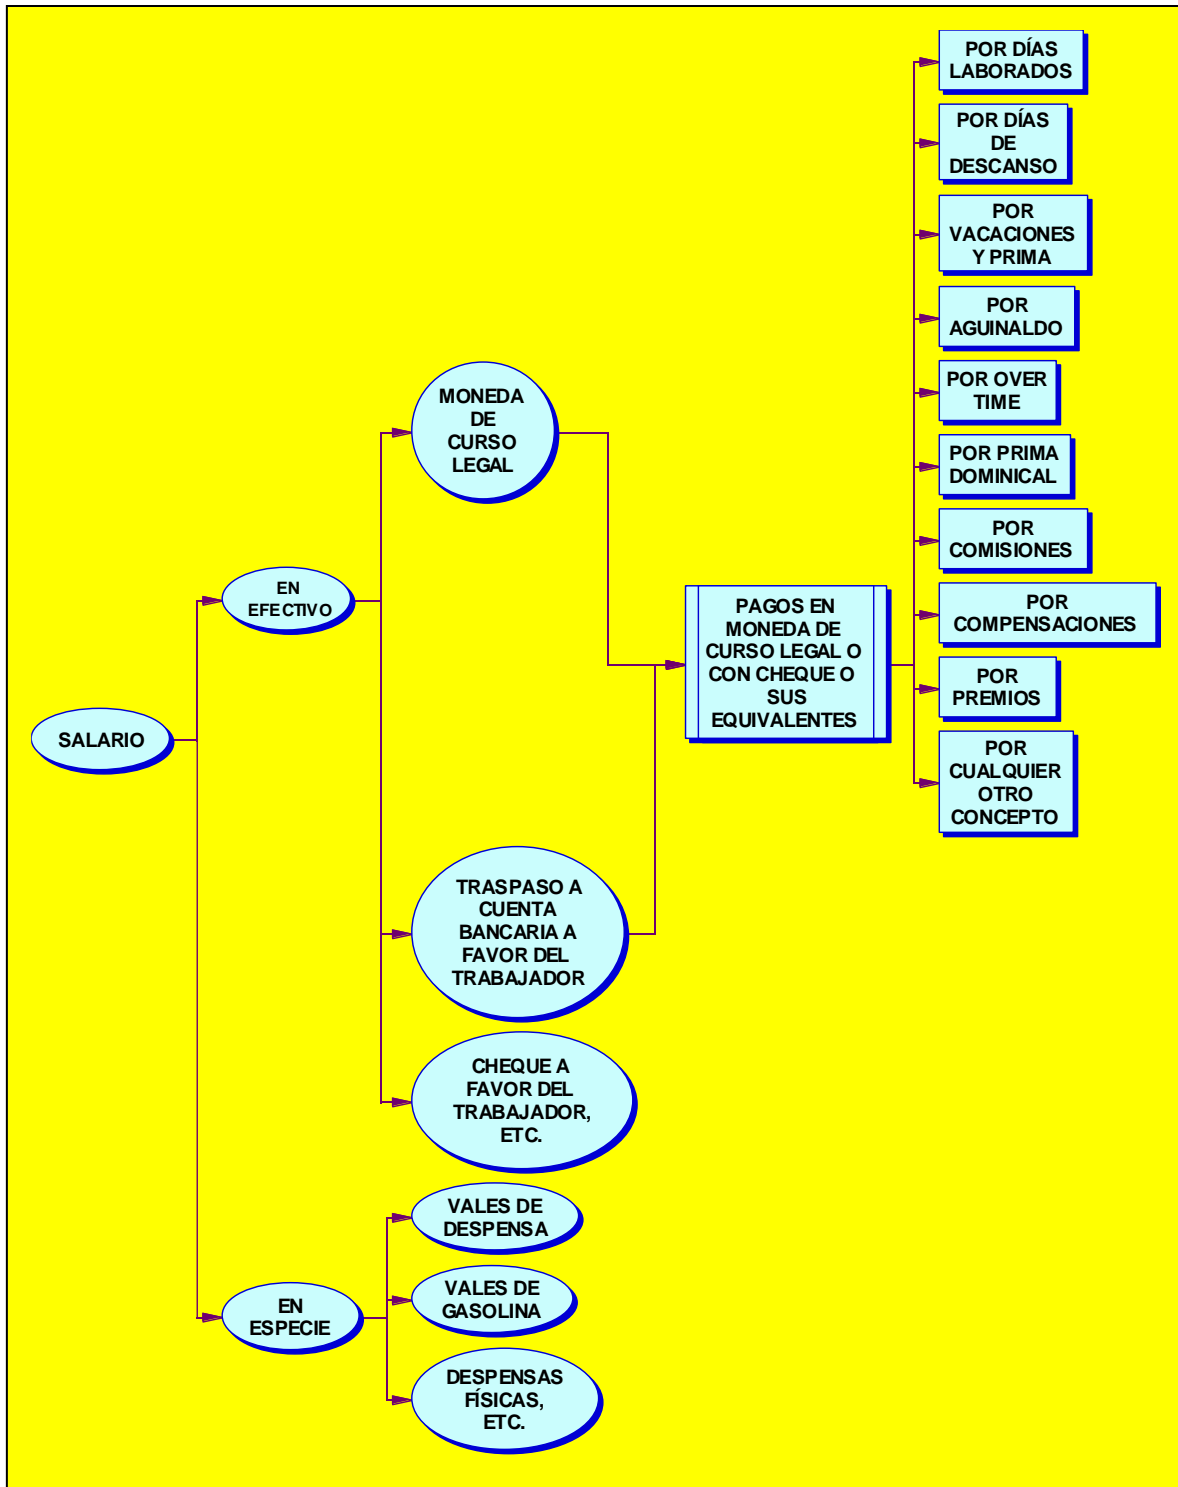 SALARIO
EN
EFECTIVO
EN
ESPECIE
MONEDA
DE
CURSO
LEGAL
TRASPASO A
CUENTA
BANCARIA A
FAVOR DEL
TRABAJADOR
CHEQUE A
FAVOR DEL
TRABAJADOR,
ETC.
VALES DE
DESPENSA
VALES DE
GASOLINA
DESPENSAS
FÍSICAS,
ETC.
PAGOS EN
MONEDA DE
CURSO LEGAL O
CON CHEQUE O
SUS
EQUIVALENTES
POR DÍAS
LABORADOS
POR DÍAS
DE
DESCANSO
POR
VACACIONES
Y PRIMA
POR
AGUINALDO
POR OVER
TIME
POR PRIMA
DOMINICAL
POR
COMISIONES
POR
COMPENSACIONES
POR
PREMIOS
POR
CUALQUIER
OTRO
CONCEPTO